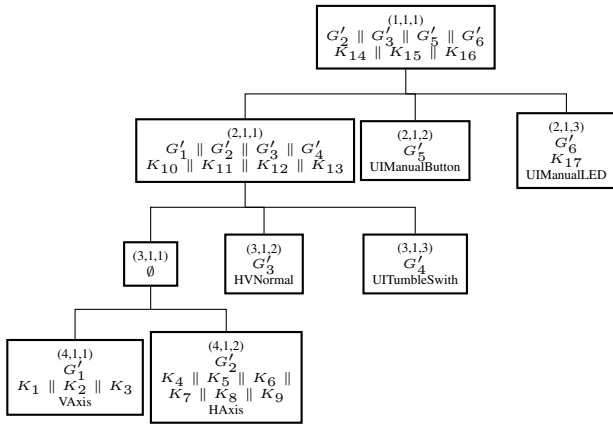 (1,1,1)
G′₂ ∥ G′₃ ∥ G′₅ ∥ G′₆
K₁₄ ∥ K₁₅ ∥ K₁₆
(2,1,1)
G′₁ ∥ G′₂ ∥ G′₃ ∥ G′₄
K₁₀ ∥ K₁₁ ∥ K₁₂ ∥ K₁₃
(2,1,2)
G′₅
UIManualButton
(2,1,3)
G′₆
K₁₇
UIManualLED
(3,1,1)
∅
(3,1,2)
G′₃
HVNormal
(3,1,3)
G′₄
UITumbleSwith
(4,1,1)
G′₁
K₁ ∥ K₂ ∥ K₃
VAxis
(4,1,2)
G′₂
K₄ ∥ K₅ ∥ K₆ ∥
K₇ ∥ K₈ ∥ K₉
HAxis